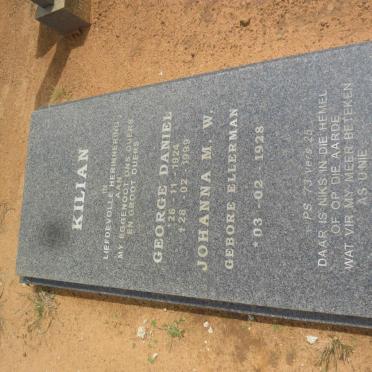 KILIAN
IN
LIEFDEVOLLE HERINNERING
AAN
MY EGGENOOT ONS OUERS
EN GROOT OUERS
GEORGE DANIEL
*26 - 11 - 1924
+28 - 02 - 1999
JOHANNA M. W.
GEBORE ELLERMAN
*03 - 02 - 1928
PS. 73 Vers 25
DAAR IS NIKS IN DIE HEMEL
OF OP DIE AARDE
WAT VIR MY MEER BETEKEN
AS U NIE